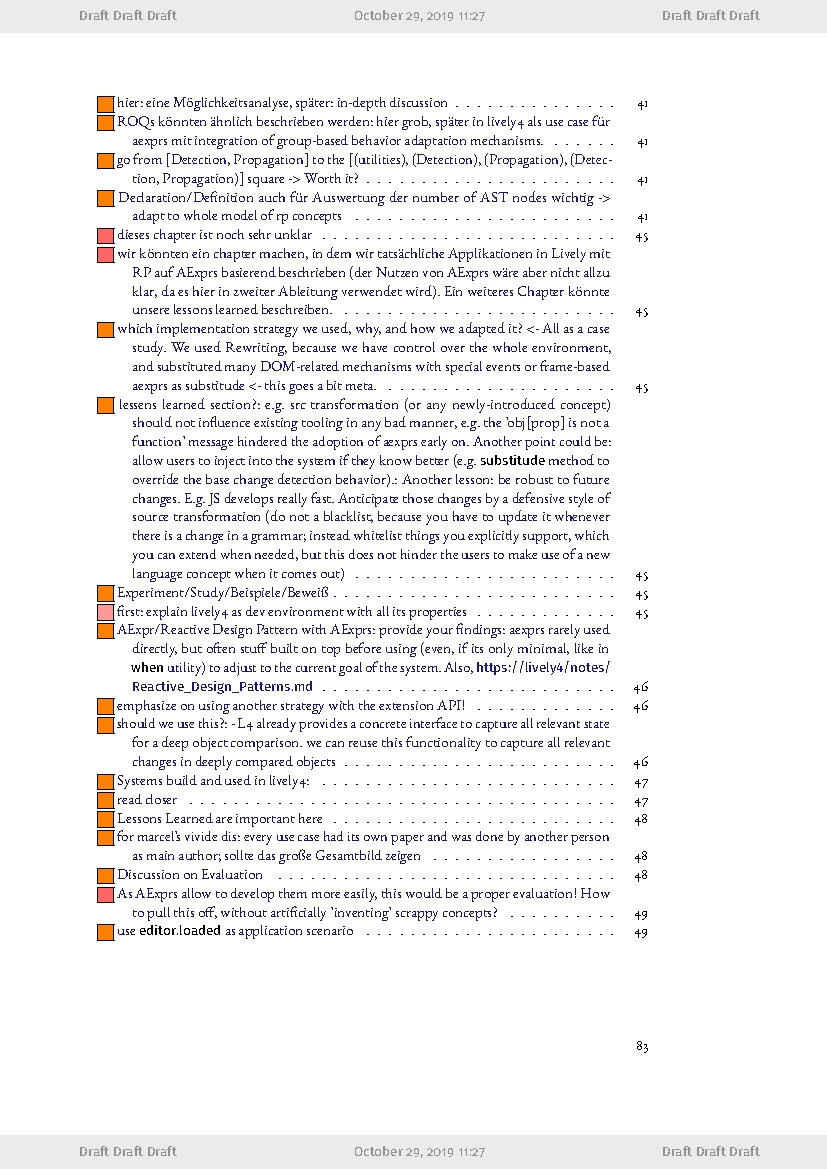 Draft Draft Draft October 29, 2019 11:27 Draft Draft Draft
hier: eine Möglichkeitsanalyse, später: in-depth discussion . . . . . . . . . . . . . . . 41
ROQs könnten ähnlich beschrieben werden: hier grob, später in lively4 als use case für
aexprs mit integration of group-based behavior adaptation mechanisms. . . . . . . 41
go from [Detection, Propagation] to the [(utilities), (Detection), (Propagation), (Detec-
tion, Propagation)] square -> Worth it? . . . . . . . . . . . . . . . . . . . . . . . 41
Declaration/Definition auch für Auswertung der number of AST nodes wichtig ->
adapt to whole model of rp concepts . . . . . . . . . . . . . . . . . . . . . . . . 41
dieses chapter ist noch sehr unklar . . . . . . . . . . . . . . . . . . . . . . . . . . . 45
wir könnten ein chapter machen, in dem wir tatsächliche Applikationen in Lively mit
RP auf AExprs basierend beschrieben (der Nutzen von AExprs wäre aber nicht allzu
klar, da es hier in zweiter Ableitung verwendet wird). Ein weiteres Chapter könnte
unsere lessons learned beschreiben. . . . . . . . . . . . . . . . . . . . . . . . . . 45
which implementation strategy we used, why, and how we adapted it? <- All as a case
study. We used Rewriting, because we have control over the whole environment,
and substituted many DOM-related mechanisms with special events or frame-based
aexprs as substitude <- this goes a bit meta. . . . . . . . . . . . . . . . . . . . . . 45
lessens learned section?: e.g. src transformation (or any newly-introduced concept)
should not influence existing tooling in any bad manner, e.g. the 'obj[prop] is not a
function' message hindered the adoption of aexprs early on. Another point could be:
allow users to inject into the system if they know better (e.g. substitude method to
override the base change detection behavior).: Another lesson: be robust to future
changes. E.g. JS develops really fast. Anticipate those changes by a defensive style of
source transformation (do not a blacklist, because you have to update it whenever
there is a change in a grammar; instead whitelist things you explicitly support, which
you can extend when needed, but this does not hinder the users to make use of a new
language concept when it comes out) . . . . . . . . . . . . . . . . . . . . . . . . 45
Experiment/Study/Beispiele/Beweiß . . . . . . . . . . . . . . . . . . . . . . . . . . 45
first: explain lively4 as dev environment with all its properties . . . . . . . . . . . . . 45
AExpr/Reactive Design Pattern with AExprs: provide your findings: aexprs rarely used
directly, but often stuff built on top before using (even, if its only minimal, like in
when utility) to adjust to the current goal of the system. Also, https://lively4/notes/
Reactive_Design_Patterns.md . . . . . . . . . . . . . . . . . . . . . . . . . . . 46
emphasize on using another strategy with the extension API! . . . . . . . . . . . . . 46
should we use this?: - L4 already provides a concrete interface to capture all relevant state
for a deep object comparison. we can reuse this functionality to capture all relevant
changes in deeply compared objects . . . . . . . . . . . . . . . . . . . . . . . . . 46
Systems build and used in lively4: . . . . . . . . . . . . . . . . . . . . . . . . . . . 47
read closer . . . . . . . . . . . . . . . . . . . . . . . . . . . . . . . . . . . . . . . 47
Lessons Learned are important here . . . . . . . . . . . . . . . . . . . . . . . . . . 48
for marcel's vivide dis: every use case had its own paper and was done by another person
as main author; sollte das große Gesamtbild zeigen . . . . . . . . . . . . . . . . . 48
Discussion on Evaluation . . . . . . . . . . . . . . . . . . . . . . . . . . . . . . . 48
As AExprs allow to develop them more easily, this would be a proper evaluation! How
to pull this off, without artificially 'inventing' scrappy concepts? . . . . . . . . . . 49
use editor.loaded as application scenario . . . . . . . . . . . . . . . . . . . . . . . 49
83
Draft Draft Draft October 29, 2019 11:27 Draft Draft Draft